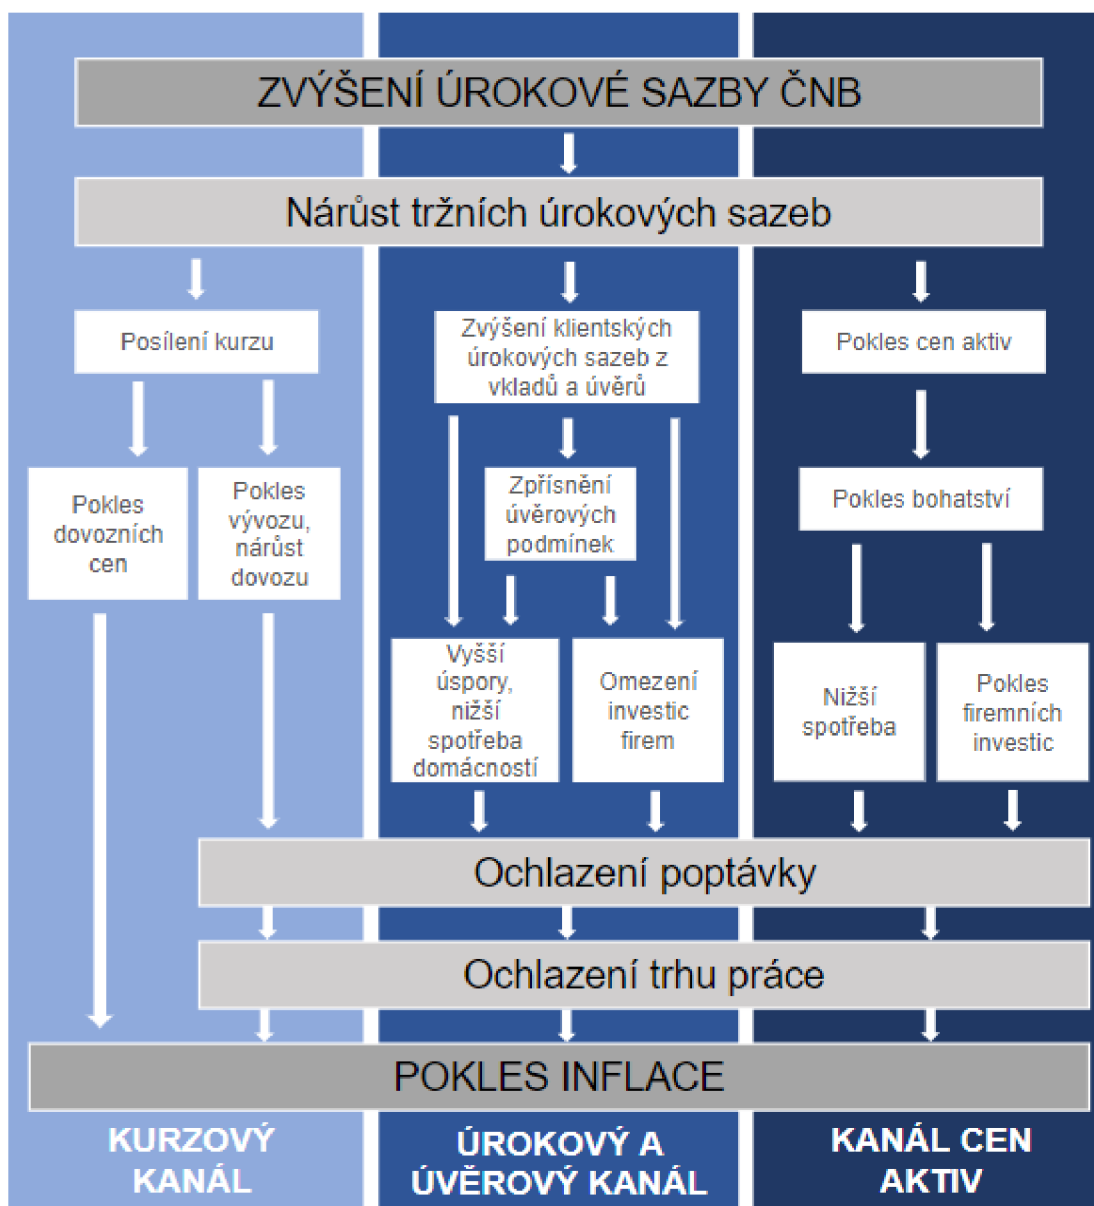 ZVÝŠENÍ ÚROKOVÉ SAZBY ČNB
Nárůst tržních úrokových sazeb
Posílení kurzu
Zvýšení klientských
úrokových sazeb z
vkladů a úvěrů
Pokles cen aktiv
Pokles
dovozních
cen
Pokles
vývozu,
nárůst
dovozu
Zpřísnění
úvěrových
podmínek
Pokles bohatství
Vyšší
úspory,
nižší
spotřeba
domácností
Omezení
investic
firem
Nižší
spotřeba
Pokles
firemních
investic
Ochlazení poptávky
Ochlazení trhu práce
POKLES INFLACE
KURZOVÝ
KANÁL
ÚROKOVÝ A
ÚVĚROVÝ KANÁL
KANÁL CEN
AKTIV